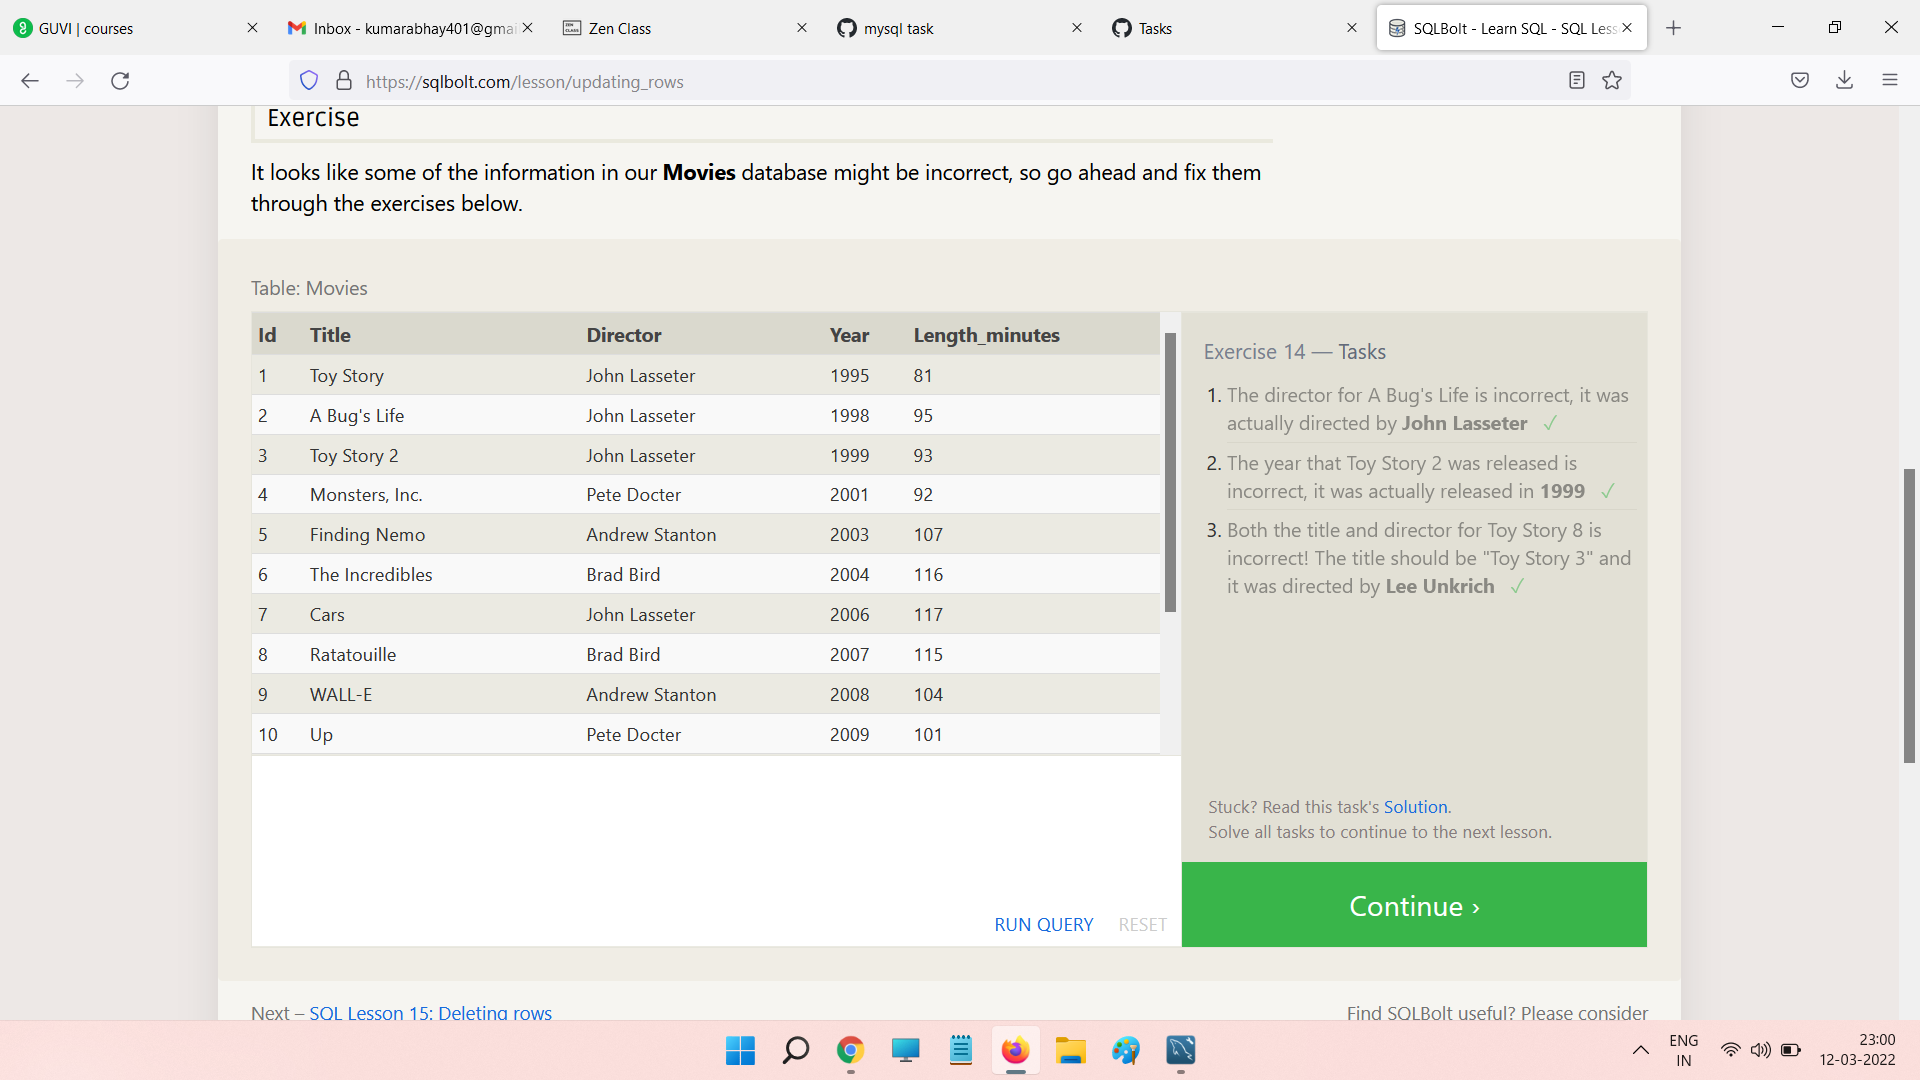 GUVI | courses
Inbox - kumarabhay401@gmai
Zen Class
mysql task
Tasks
SQLBolt - Learn SQL - SQL Less
https://sqlbolt.com/lesson/updating_rows
Exercise
It looks like some of the information in our Movies database might be incorrect, so go ahead and fix them
through the exercises below.
Table: Movies
Id Title Director Year Length_minutes
1 Toy Story John Lasseter 1995 81
2 A Bug's Life John Lasseter 1998 95
3 Toy Story 2 John Lasseter 1999 93
4 Monsters, Inc. Pete Docter 2001 92
5 Finding Nemo Andrew Stanton 2003 107
6 The Incredibles Brad Bird 2004 116
7 Cars John Lasseter 2006 117
8 Ratatouille Brad Bird 2007 115
9 WALL-E Andrew Stanton 2008 104
10 Up Pete Docter 2009 101
RUN QUERY RESET
Exercise 14 — Tasks
1. The director for A Bug's Life is incorrect, it was
actually directed by John Lasseter ✓
2. The year that Toy Story 2 was released is
incorrect, it was actually released in 1999 ✓
3. Both the title and director for Toy Story 8 is
incorrect! The title should be "Toy Story 3" and
it was directed by Lee Unkrich ✓
Stuck? Read this task's Solution.
Solve all tasks to continue to the next lesson.
Continue ›
Next – SQL Lesson 15: Deleting rows
Find SQLBolt useful? Please consider
ENG
IN
23:00
12-03-2022